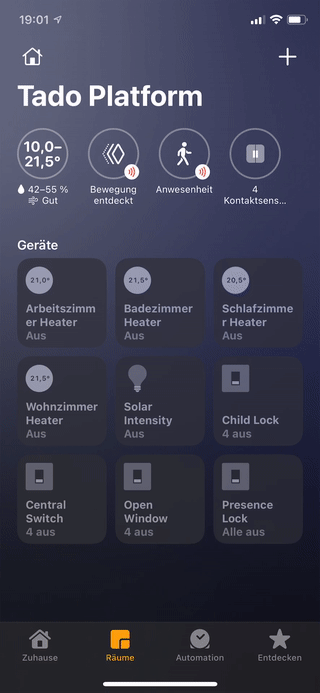 19:01
Tado Platform
10,0–
21,5°
42–55 %
Gut
Bewegung
entdeckt
Anwesenheit
4
Kontaktsens...
Geräte
21,0°
Arbeitszimm
er Heater
Aus
21,5°
Badezimmer
Heater
Aus
20,5°
Schlafzimme
r Heater
Aus
21,5°
Wohnzimmer
Heater
Aus
Solar
Intensity
Aus
Child Lock
4 aus
Central
Switch
4 aus
Open
Window
4 aus
Presence
Lock
Alle aus
Zuhause
Räume
Automation
Entdecken